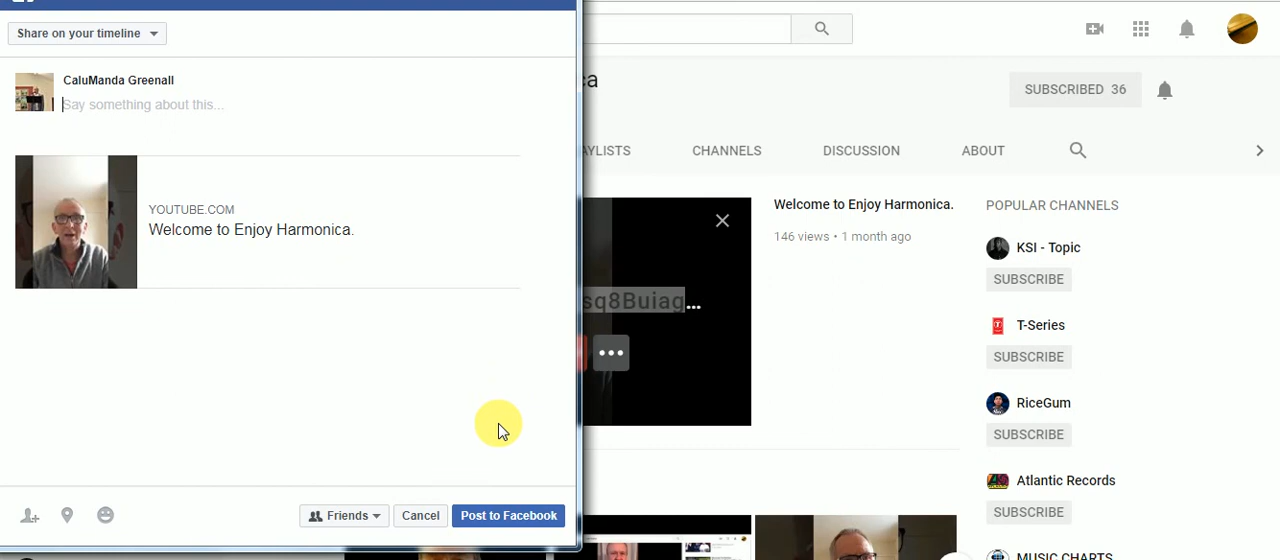 Share on your timeline
CaluManda Greenall
Say something about this...
YOUTUBE.COM
Welcome to Enjoy Harmonica.
Friends
Cancel
Post to Facebook
SUBSCRIBED 36
CHANNELS
DISCUSSION
ABOUT
sq8Buiag...
Welcome to Enjoy Harmonica.
146 views • 1 month ago
POPULAR CHANNELS
KSI - Topic
SUBSCRIBE
T-Series
SUBSCRIBE
RiceGum
SUBSCRIBE
Atlantic Records
SUBSCRIBE
MUSIC CHARTS